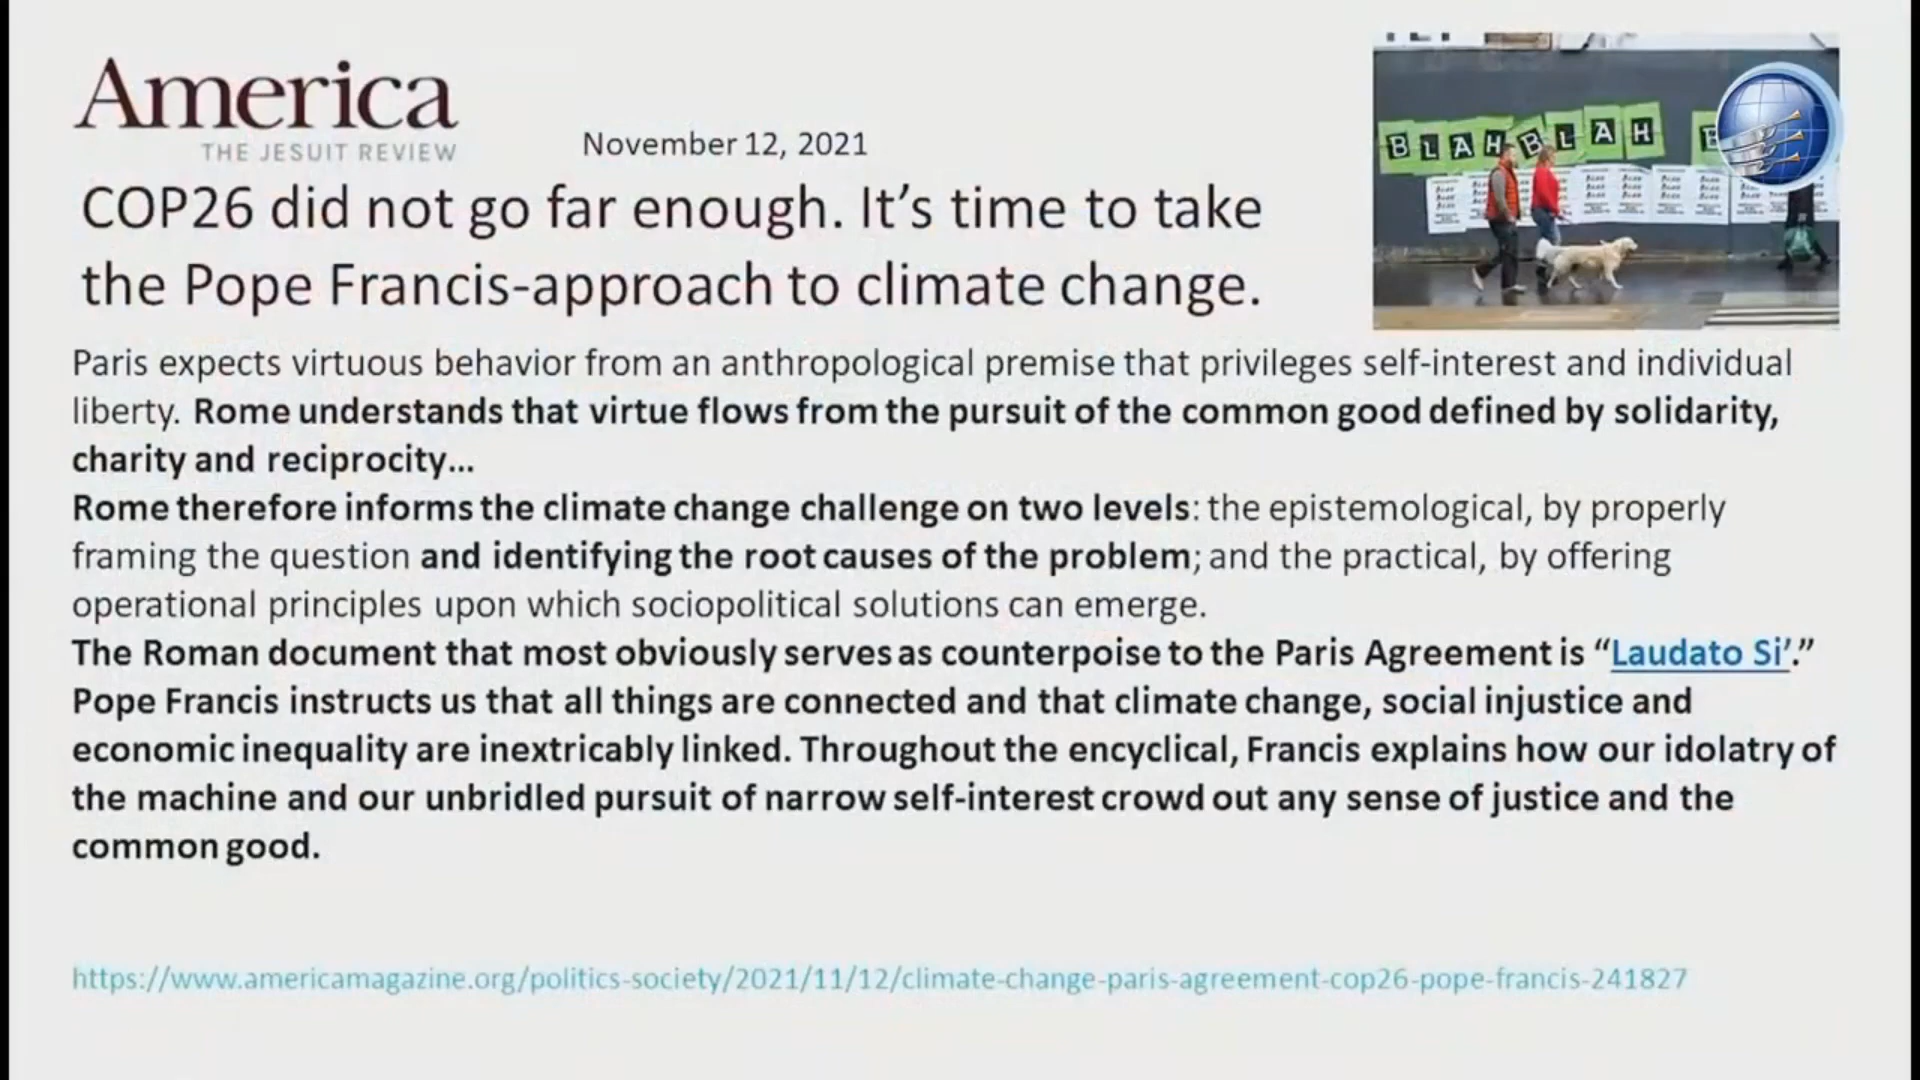 America
THE JESUIT REVIEW
November 12, 2021
COP26 did not go far enough. It’s time to take
the Pope Francis-approach to climate change.
BLAH BLAH B
Paris expects virtuous behavior from an anthropological premise that privileges self-interest and individual
liberty. Rome understands that virtue flows from the pursuit of the common good defined by solidarity,
charity and reciprocity...
Rome therefore informs the climate change challenge on two levels: the epistemological, by properly
framing the question and identifying the root causes of the problem; and the practical, by offering
operational principles upon which sociopolitical solutions can emerge.
The Roman document that most obviously serves as counterpoise to the Paris Agreement is “Laudato Si’.”
Pope Francis instructs us that all things are connected and that climate change, social injustice and
economic inequality are inextricably linked. Throughout the encyclical, Francis explains how our idolatry of
the machine and our unbridled pursuit of narrow self-interest crowd out any sense of justice and the
common good.
https://www.americamagazine.org/politics-society/2021/11/12/climate-change-paris-agreement-cop26-pope-francis-241827